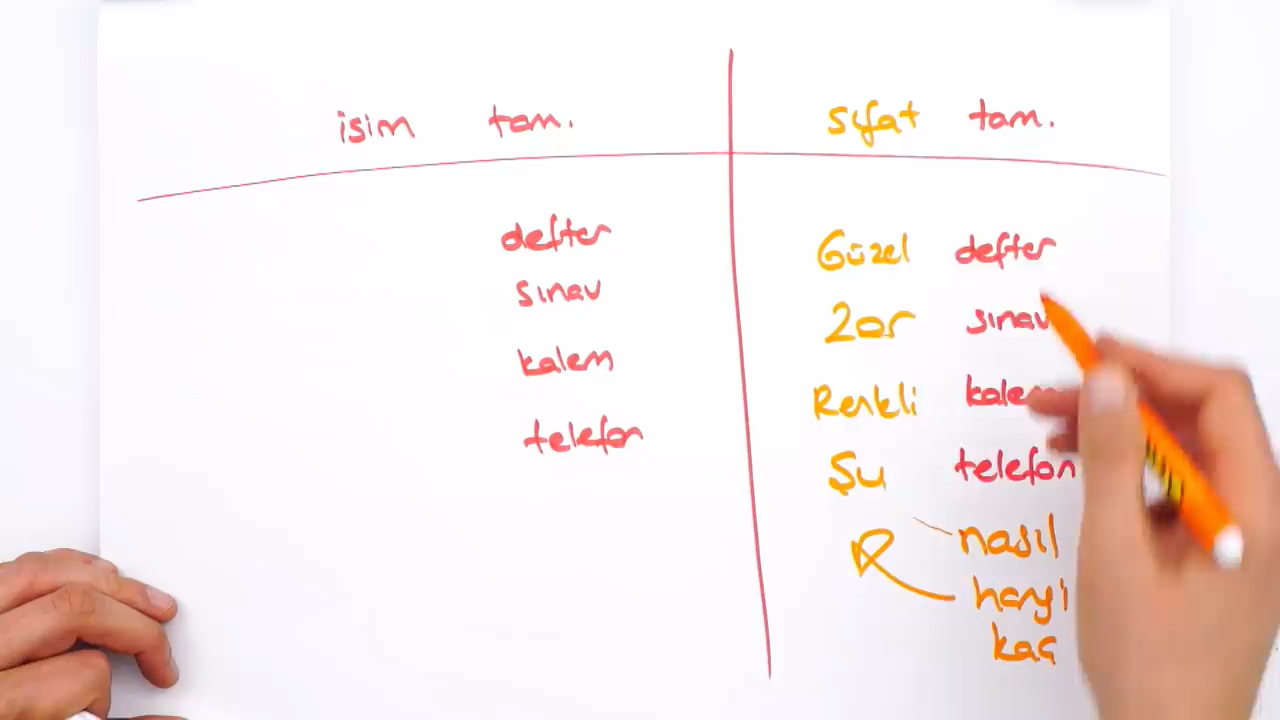 isim tam.
sıfat tam.
defter
sınav
kalem
telefon
Güzel defter
Zor sınav
Renkli kalem
Şu telefon
nasıl
hangi
kaç